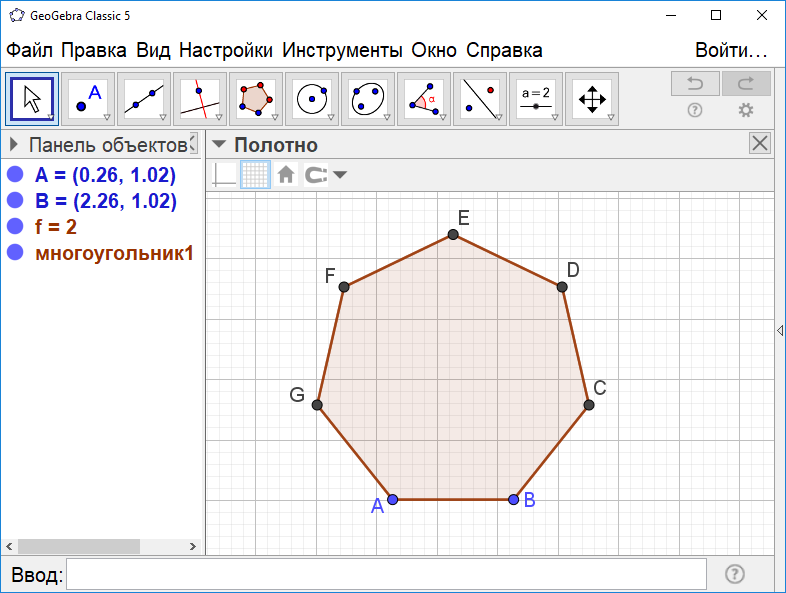 GeoGebra Classic 5
Файл Правка Вид Настройки Инструменты Окно Справка Войти...
A α a = 2
Панель объектов
Полотно
A = (0.26, 1.02)
B = (2.26, 1.02)
f = 2
многоугольник1
E
D
F
C
G
A
B
Ввод: